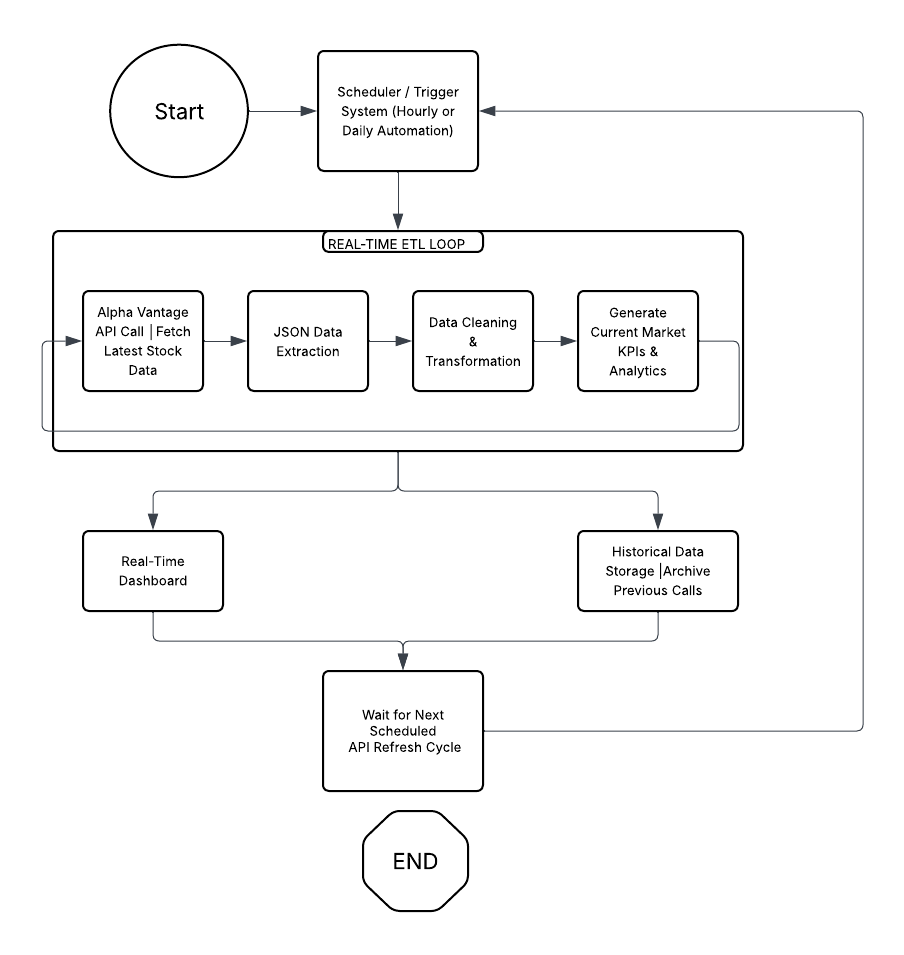 Start
Scheduler / Trigger
System (Hourly or
Daily Automation)
REAL-TIME ETL LOOP
Alpha Vantage
API Call |Fetch
Latest Stock
Data
JSON Data
Extraction
Data Cleaning
&
Transformation
Generate
Current Market
KPIs &
Analytics
Real-Time
Dashboard
Historical Data
Storage |Archive
Previous Calls
Wait for Next
Scheduled
API Refresh Cycle
END